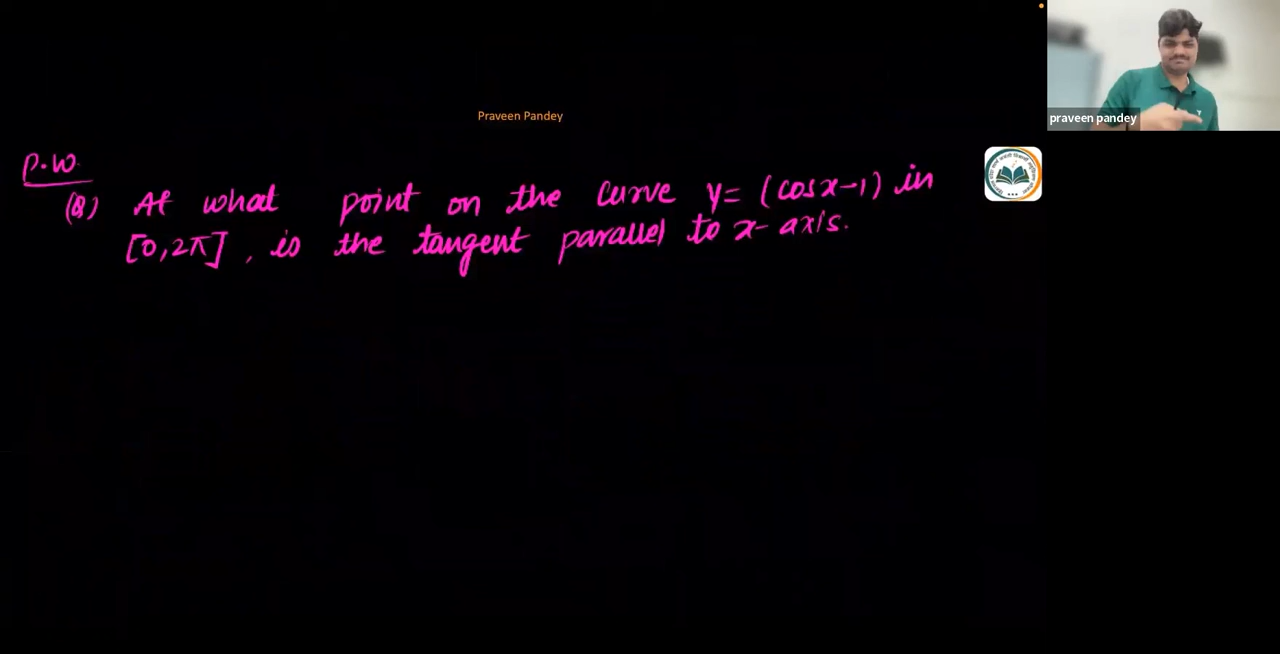 Praveen Pandey
praveen pandey
P.W.
(Q) At what point on the curve y= (cosx-1) in
[0,2π], is the tangent parallel to x-axis.